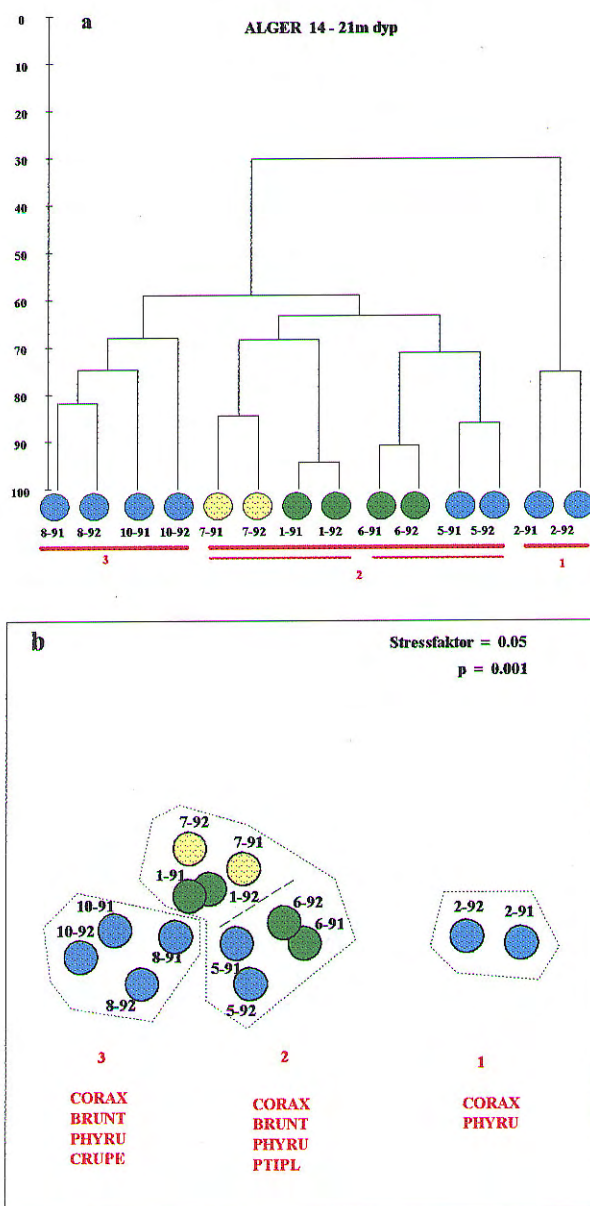 a
ALGER 14 - 21m dyp
0
10
20
30
40
50
60
70
80
90
100
8-91 8-92 10-91 10-92 7-91 7-92 1-91 1-92 6-91 6-92 5-91 5-92 2-91 2-92
3 2 1
b
Stressfaktor = 0.05
p = 0.001
7-92
7-91
1-91
1-92
10-91
10-92
8-91
8-92
6-92
6-91
5-91
5-92
2-92 2-91
3 2 1
CORAX
BRUNT
PHYRU
CRUPE
CORAX
BRUNT
PHYRU
PTIPL
CORAX
PHYRU